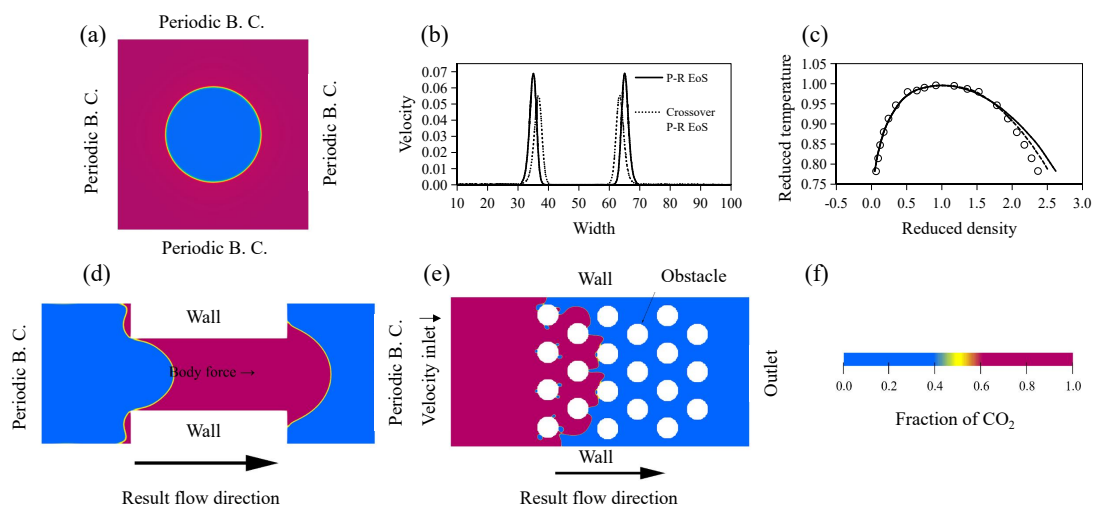 Periodic B. C.
(a)
(b)
(c)
Periodic B. C.
Periodic B. C.
Periodic B. C.
Velocity
0.07
0.06
0.05
0.04
0.03
0.02
0.01
0.00
10 20 30 40 50 60 70 80 90 100
Width
P-R EoS
Crossover
P-R EoS
Reduced temperature
1.05
1.00
0.95
0.90
0.85
0.80
0.75
-0.5 0.0 0.5 1.0 1.5 2.0 2.5 3.0
Reduced density
(d)
(e)
(f)
Periodic B. C.
Wall
Body force →
Wall
Periodic B. C.
Result flow direction
Wall
Obstacle
Velocity inlet
Outlet
Wall
Result flow direction
0.0 0.2 0.4 0.6 0.8 1.0
Fraction of CO2